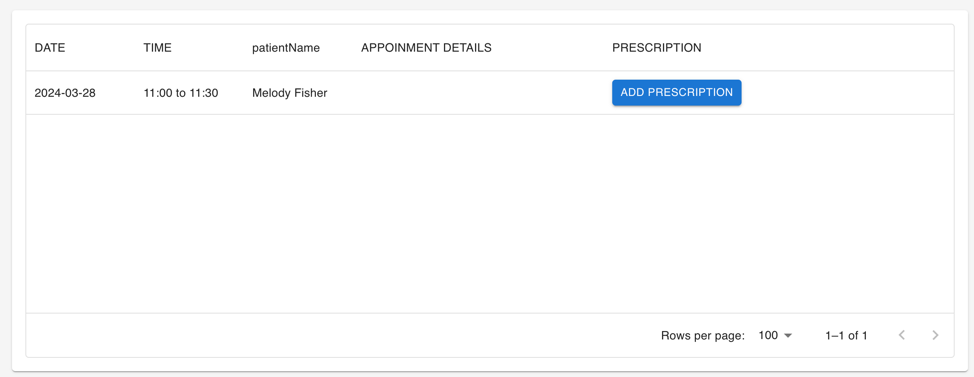 DATE TIME patientName APPOINMENT DETAILS PRESCRIPTION
2024-03-28 11:00 to 11:30 Melody Fisher ADD PRESCRIPTION
Rows per page: 100 1–1 of 1